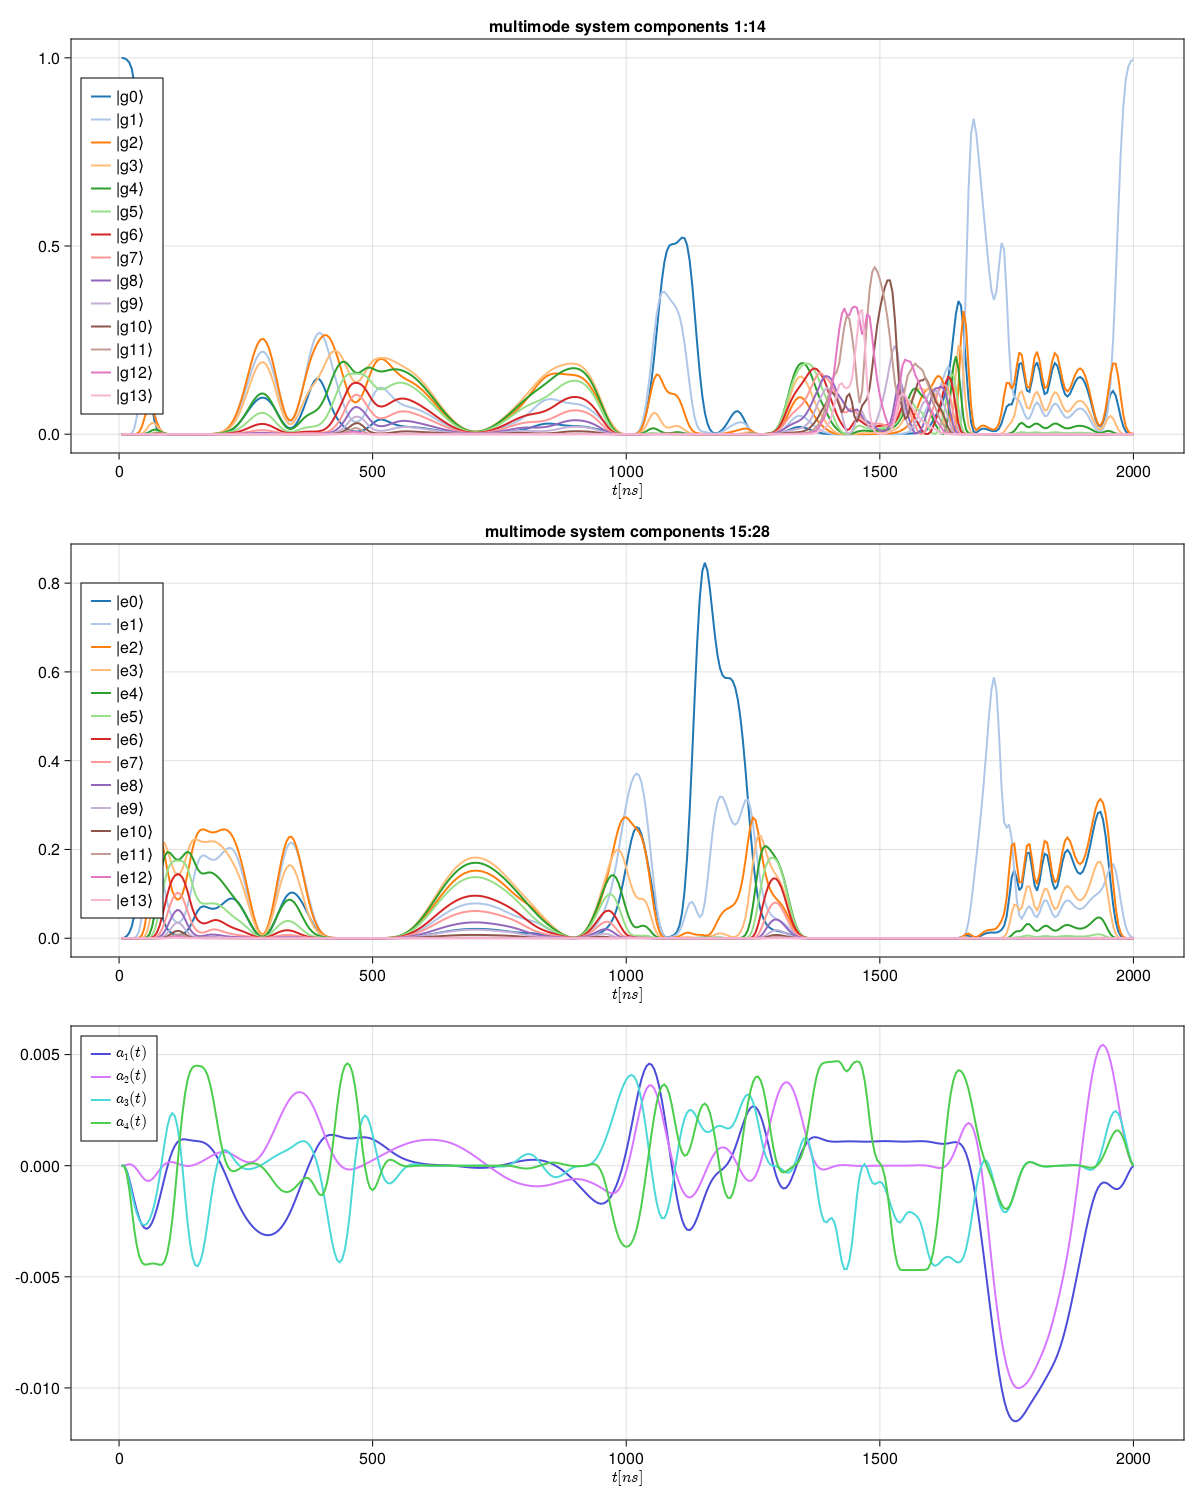 multimode system components 1:14
1.0
0.5
0.0
|g0⟩
|g1⟩
|g2⟩
|g3⟩
|g4⟩
|g5⟩
|g6⟩
|g7⟩
|g8⟩
|g9⟩
|g10⟩
|g11⟩
|g12⟩
|g13⟩
0 500 1000 1500 2000
t[ns]
multimode system components 15:28
0.8
0.6
0.4
0.2
0.0
|e0⟩
|e1⟩
|e2⟩
|e3⟩
|e4⟩
|e5⟩
|e6⟩
|e7⟩
|e8⟩
|e9⟩
|e10⟩
|e11⟩
|e12⟩
|e13⟩
0 500 1000 1500 2000
t[ns]
0.005
0.000
-0.005
-0.010
a₁(t)
a₂(t)
a₃(t)
a₄(t)
0 500 1000 1500 2000
t[ns]